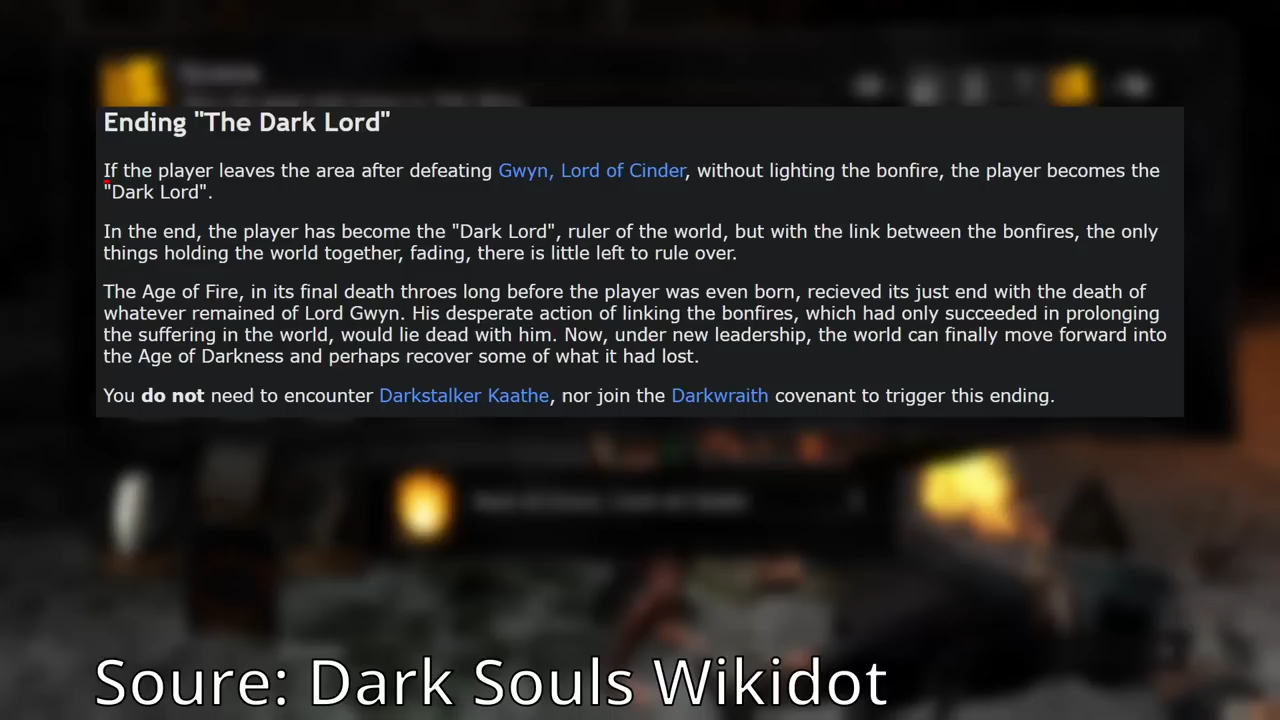 Ending "The Dark Lord"
If the player leaves the area after defeating Gwyn, Lord of Cinder, without lighting the bonfire, the player becomes the
"Dark Lord".
In the end, the player has become the "Dark Lord", ruler of the world, but with the link between the bonfires, the only
things holding the world together, fading, there is little left to rule over.
The Age of Fire, in its final death throes long before the player was even born, recieved its just end with the death of
whatever remained of Lord Gwyn. His desperate action of linking the bonfires, which had only succeeded in prolonging
the suffering in the world, would lie dead with him. Now, under new leadership, the world can finally move forward into
the Age of Darkness and perhaps recover some of what it had lost.
You do not need to encounter Darkstalker Kaathe, nor join the Darkwraith covenant to trigger this ending.
Soure: Dark Souls Wikidot